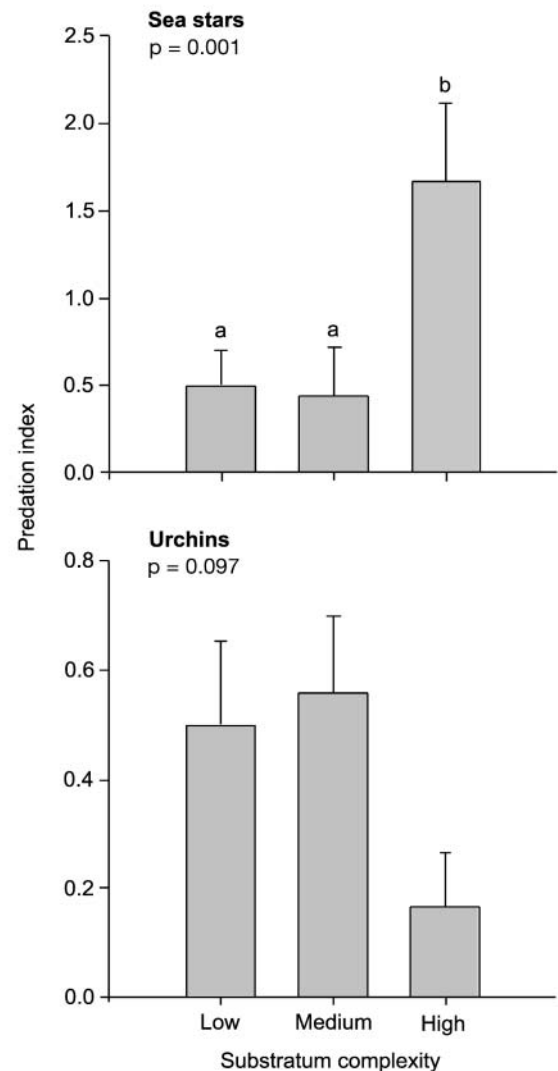 Sea stars
p = 0.001
2.5
2.0
1.5
1.0
0.5
0.0
a
a
b
Predation index
Urchins
p = 0.097
0.8
0.6
0.4
0.2
0.0
Low Medium High
Substratum complexity